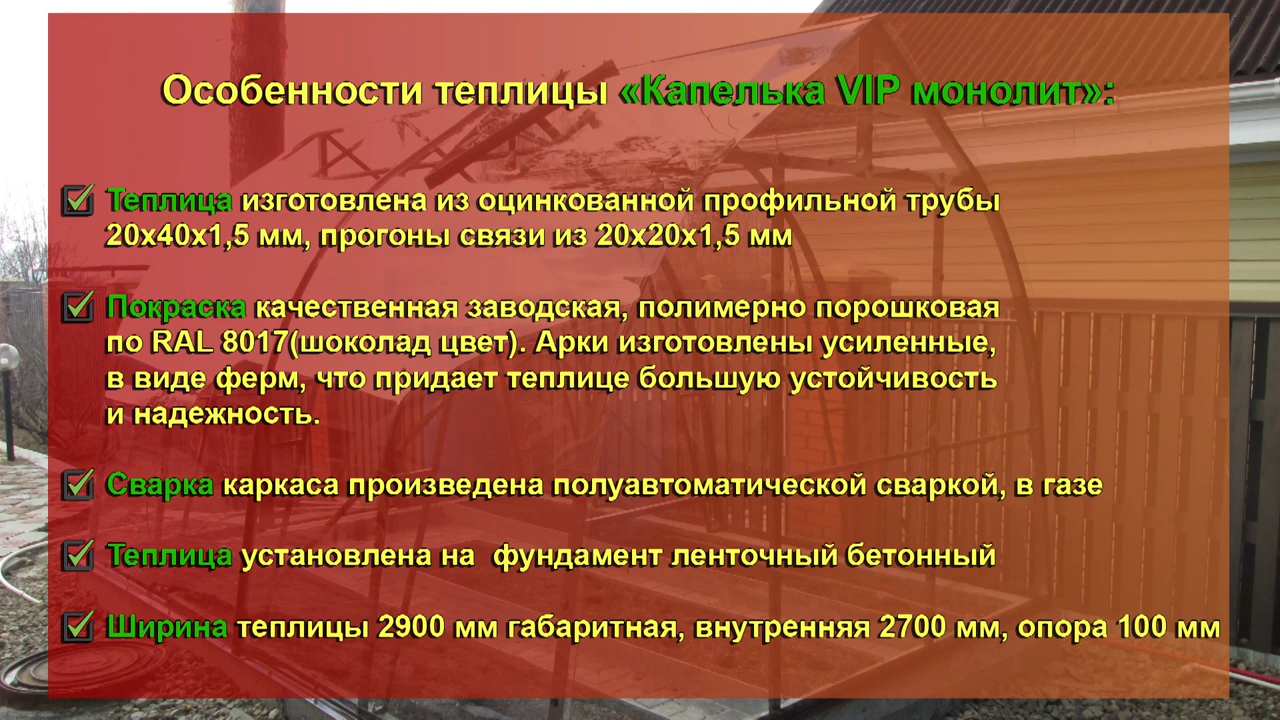 Особенности теплицы «Капелька VIP монолит»:
Теплица изготовлена из оцинкованной профильной трубы
20х40х1,5 мм, прогоны связи из 20х20х1,5 мм
Покраска качественная заводская, полимерно порошковая
по RAL 8017(шоколад цвет). Арки изготовлены усиленные,
в виде ферм, что придает теплице большую устойчивость
и надежность.
Сварка каркаса произведена полуавтоматической сваркой, в газе
Теплица установлена на  фундамент ленточный бетонный
Ширина теплицы 2900 мм габаритная, внутренняя 2700 мм, опора 100 мм